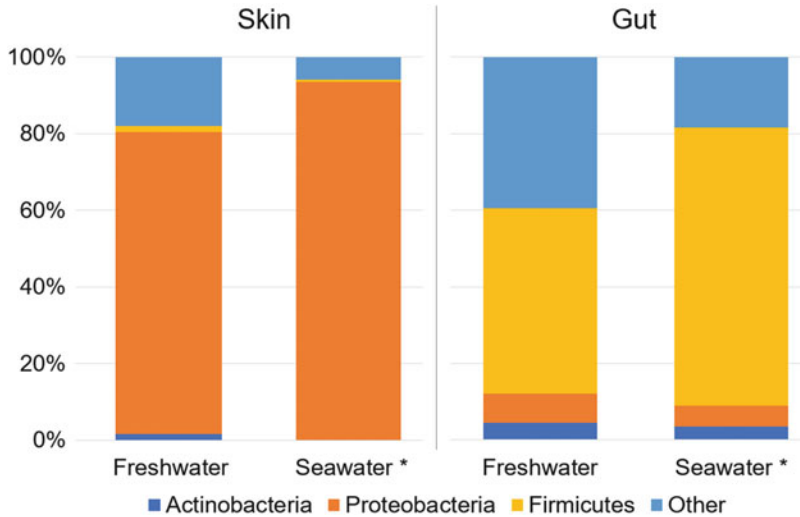 Skin Gut
100%
80%
60%
40%
20%
0%
Freshwater Seawater * Freshwater Seawater *
Actinobacteria Proteobacteria Firmicutes Other